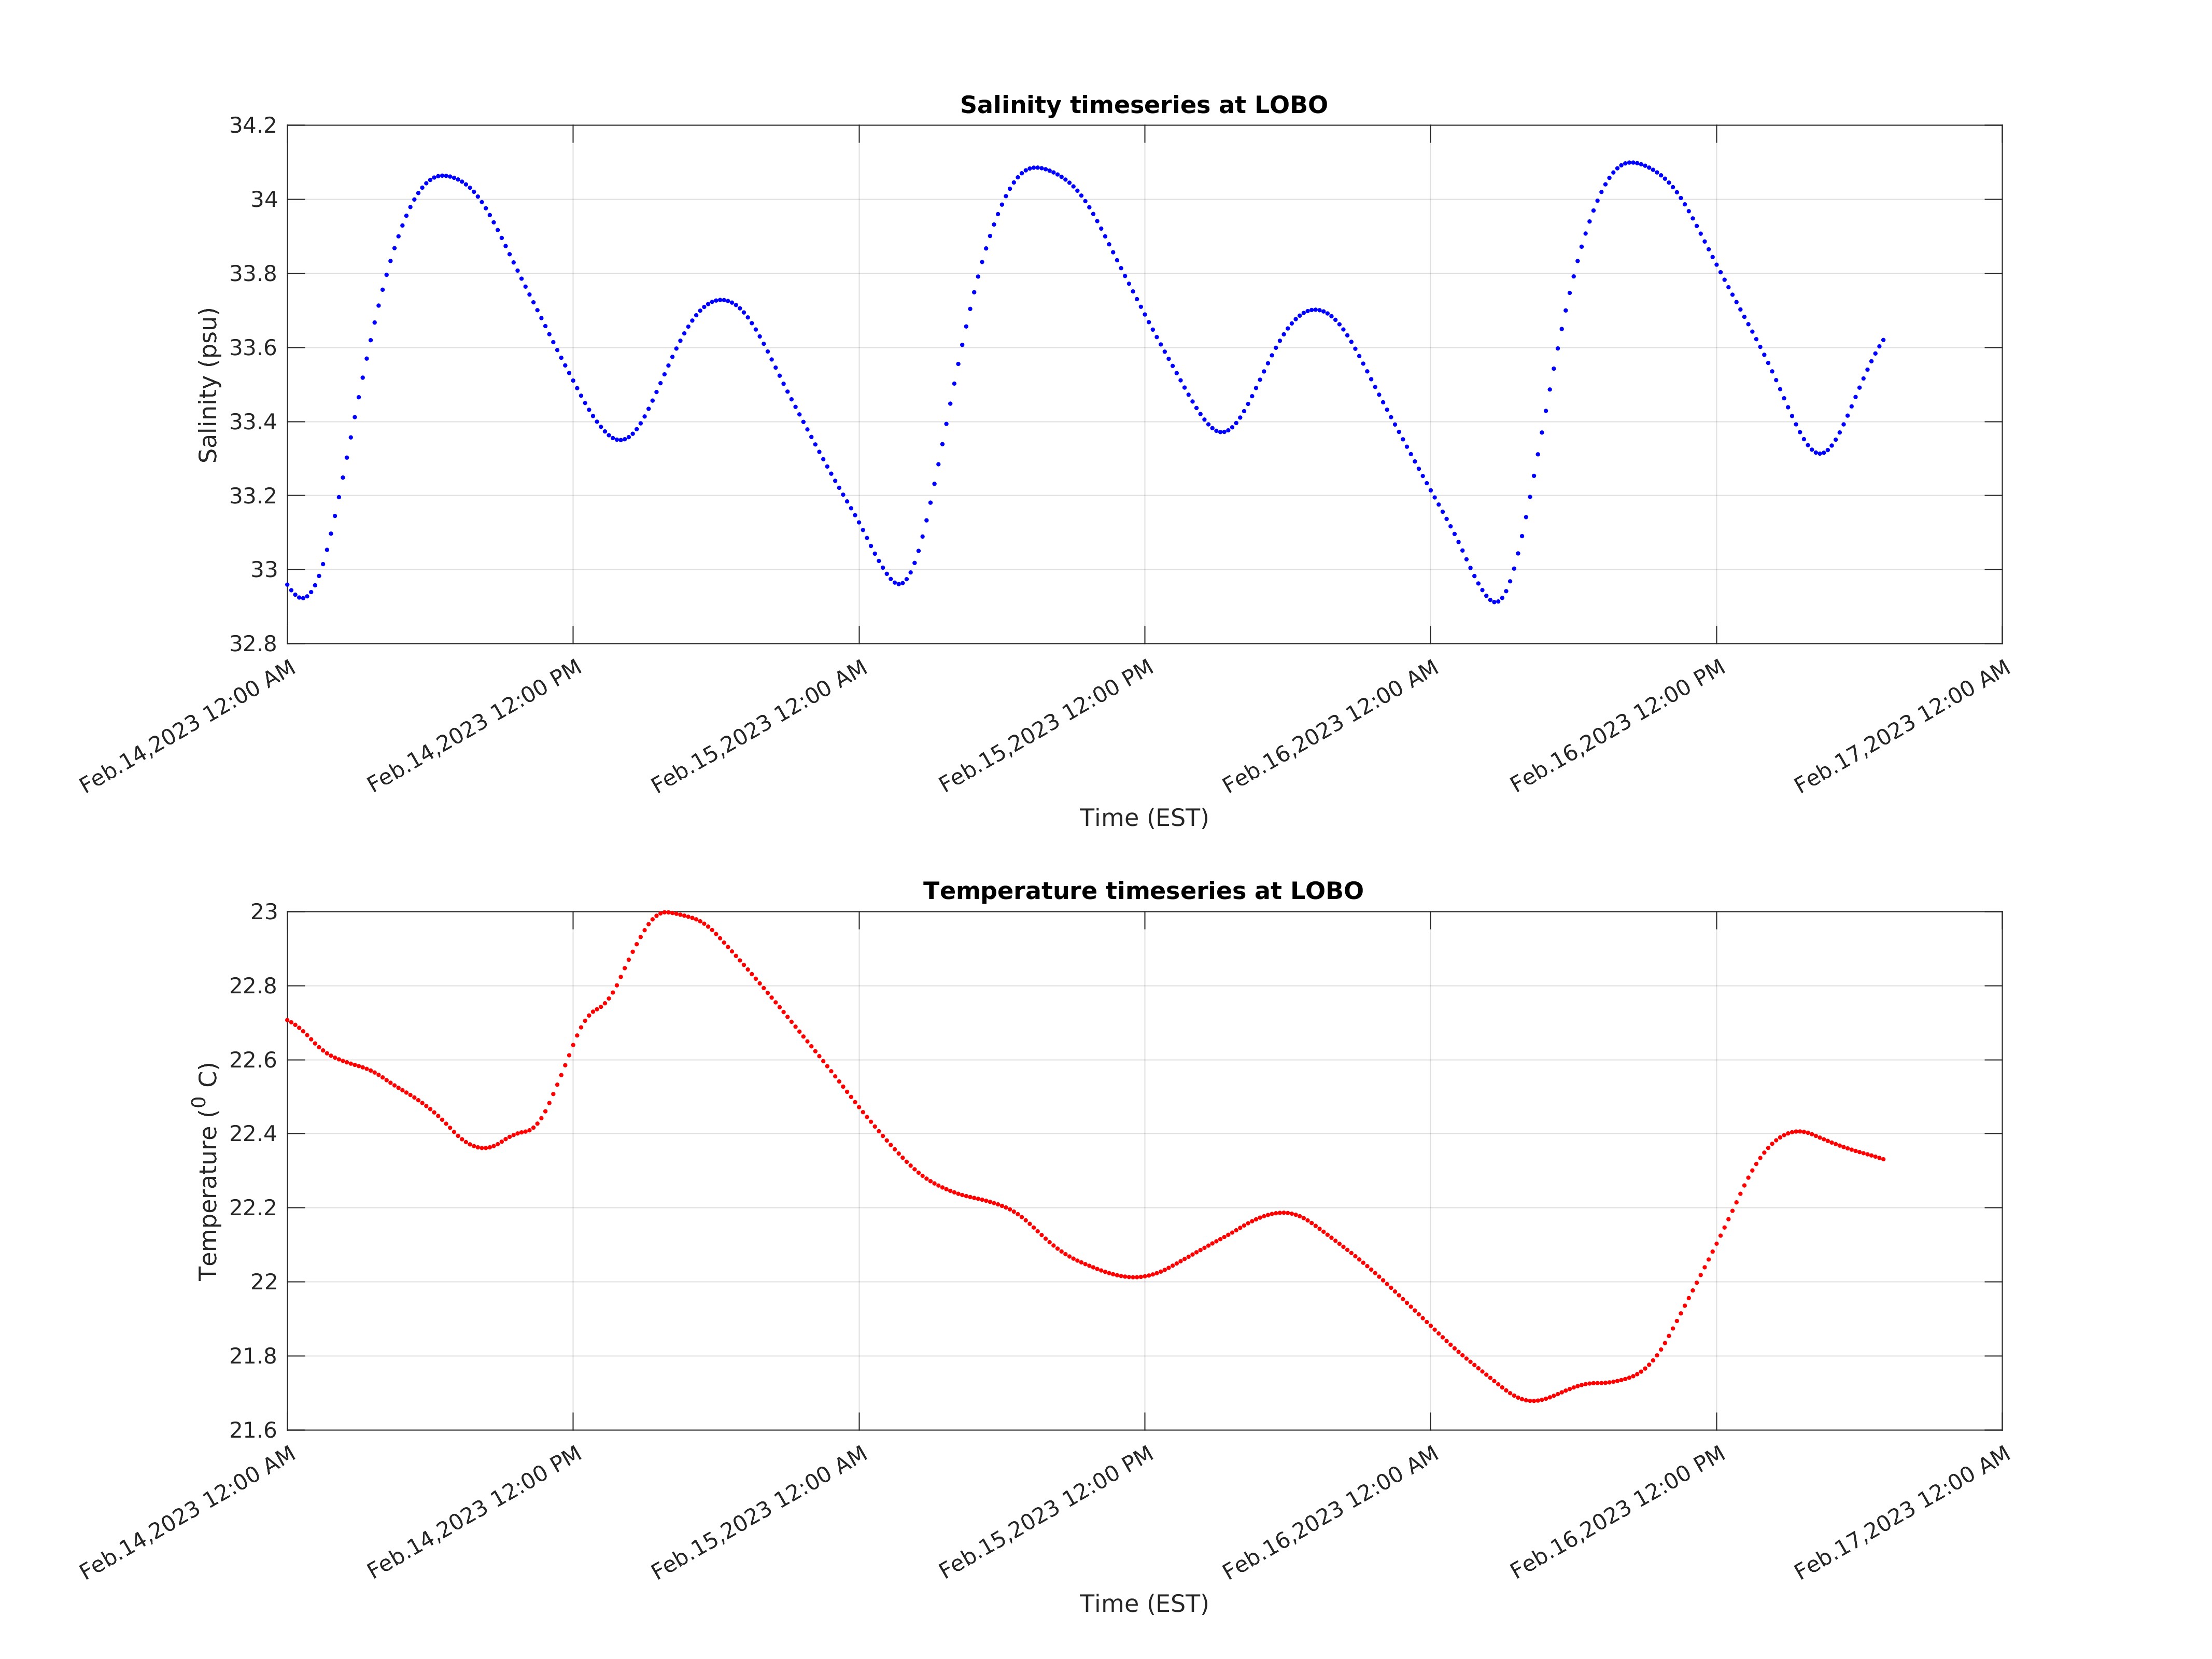 Salinity timeseries at LOBO
34.2
34
33.8
33.6
33.4
33.2
33
32.8
Salinity (psu)
Feb.14,2023 12:00 AM
Feb.14,2023 12:00 PM
Feb.15,2023 12:00 AM
Feb.15,2023 12:00 PM
Feb.16,2023 12:00 AM
Feb.16,2023 12:00 PM
Feb.17,2023 12:00 AM
Time (EST)
Temperature timeseries at LOBO
23
22.8
22.6
22.4
22.2
22
21.8
21.6
Temperature (⁰ C)
Feb.14,2023 12:00 AM
Feb.14,2023 12:00 PM
Feb.15,2023 12:00 AM
Feb.15,2023 12:00 PM
Feb.16,2023 12:00 AM
Feb.16,2023 12:00 PM
Feb.17,2023 12:00 AM
Time (EST)